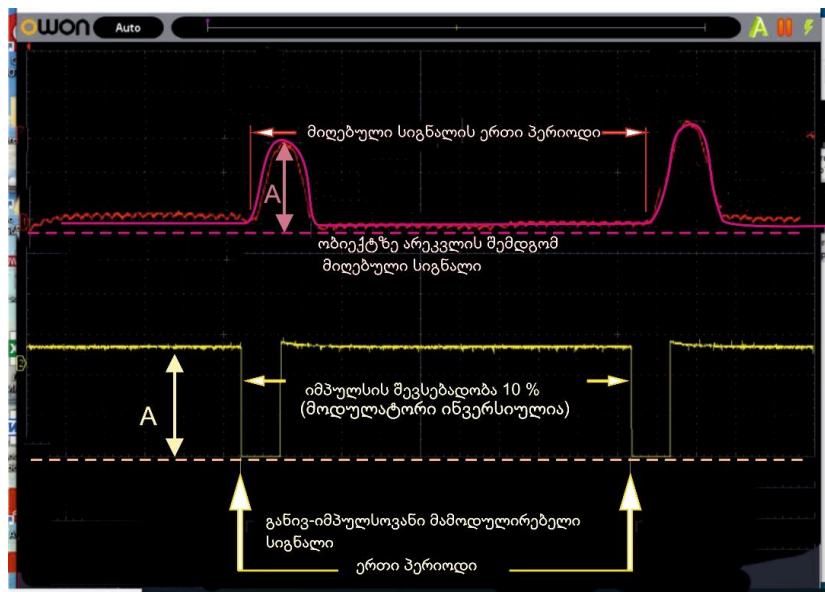 OWON
Auto
A
მიღებული სიგნალის ერთი პერიოდი
A
ობიექტზე არეკვლის შემდგომ
მიღებული სიგნალი
იმპულსის შევსებადობა 10 %
(მოდულატორი ინვერსიულია)
A
განივ-იმპულსოვანი მამოდულირებელი
სიგნალი
ერთი პერიოდი